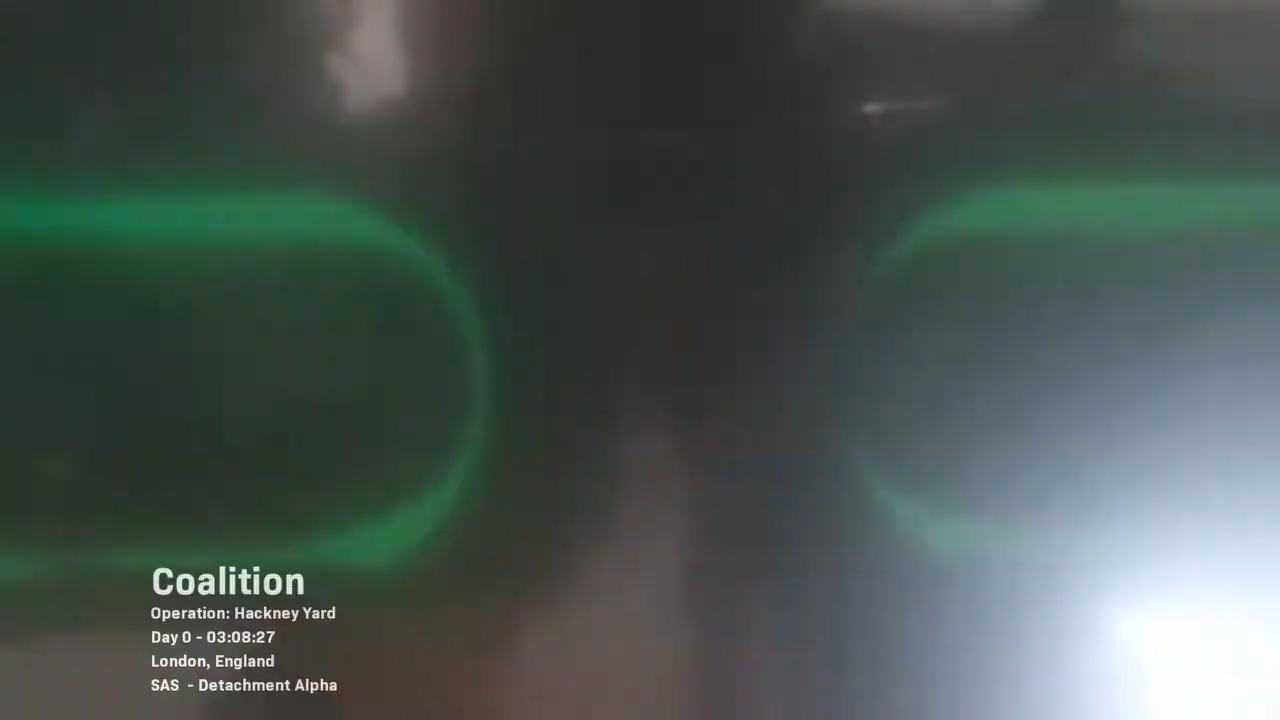 Coalition
Operation: Hackney Yard
Day 0 - 03:08:27
London, England
SAS - Detachment Alpha